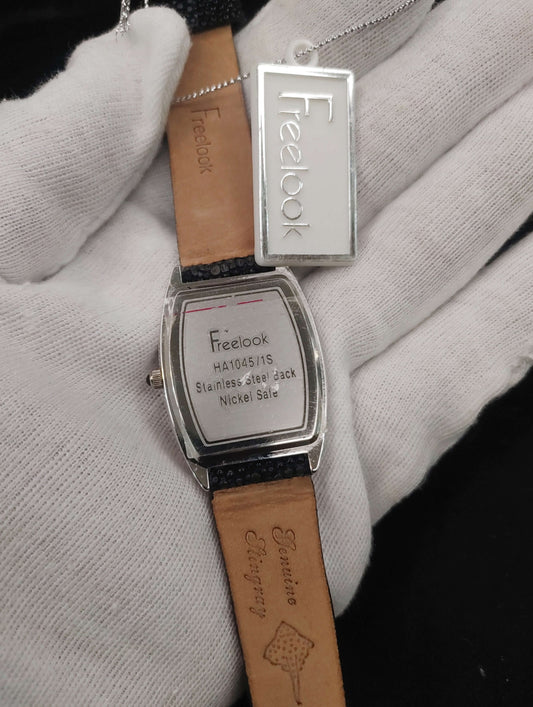 Freelook
Freelook
Freelook
HA1045/1S
Stainless Steel Back
Nickel Safe
Genuine
Stingray